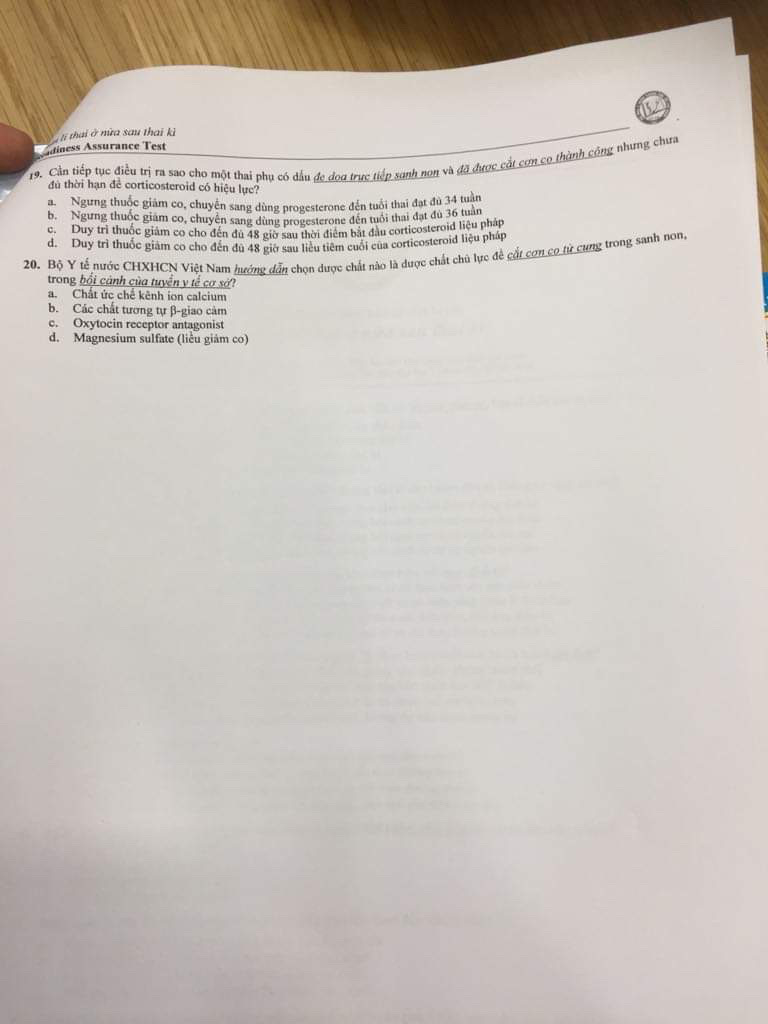 lí thai ở nửa sau thai kì
Readiness Assurance Test
19. Cần tiếp tục điều trị ra sao cho một thai phụ có dấu đe dọa trực tiếp sanh non và đã được cắt cơn co thành công nhưng chưa
đủ thời hạn để corticosteroid có hiệu lực?
a. Ngưng thuốc giảm co, chuyển sang dùng progesterone đến tuổi thai đạt đủ 34 tuần
b. Ngưng thuốc giảm co, chuyển sang dùng progesterone đến tuổi thai đạt đủ 36 tuần
c. Duy trì thuốc giảm co cho đến đủ 48 giờ sau thời điểm bắt đầu corticosteroid liệu pháp
d. Duy trì thuốc giảm co cho đến đủ 48 giờ sau liều tiêm cuối của corticosteroid liệu pháp
20. Bộ Y tế nước CHXHCN Việt Nam hướng dẫn chọn dược chất nào là dược chất chủ lực để cắt cơn co tử cung trong sanh non,
trong bối cảnh của tuyến y tế cơ sở?
a. Chất ức chế kênh ion calcium
b. Các chất tương tự β-giao cảm
c. Oxytocin receptor antagonist
d. Magnesium sulfate (liều giảm co)